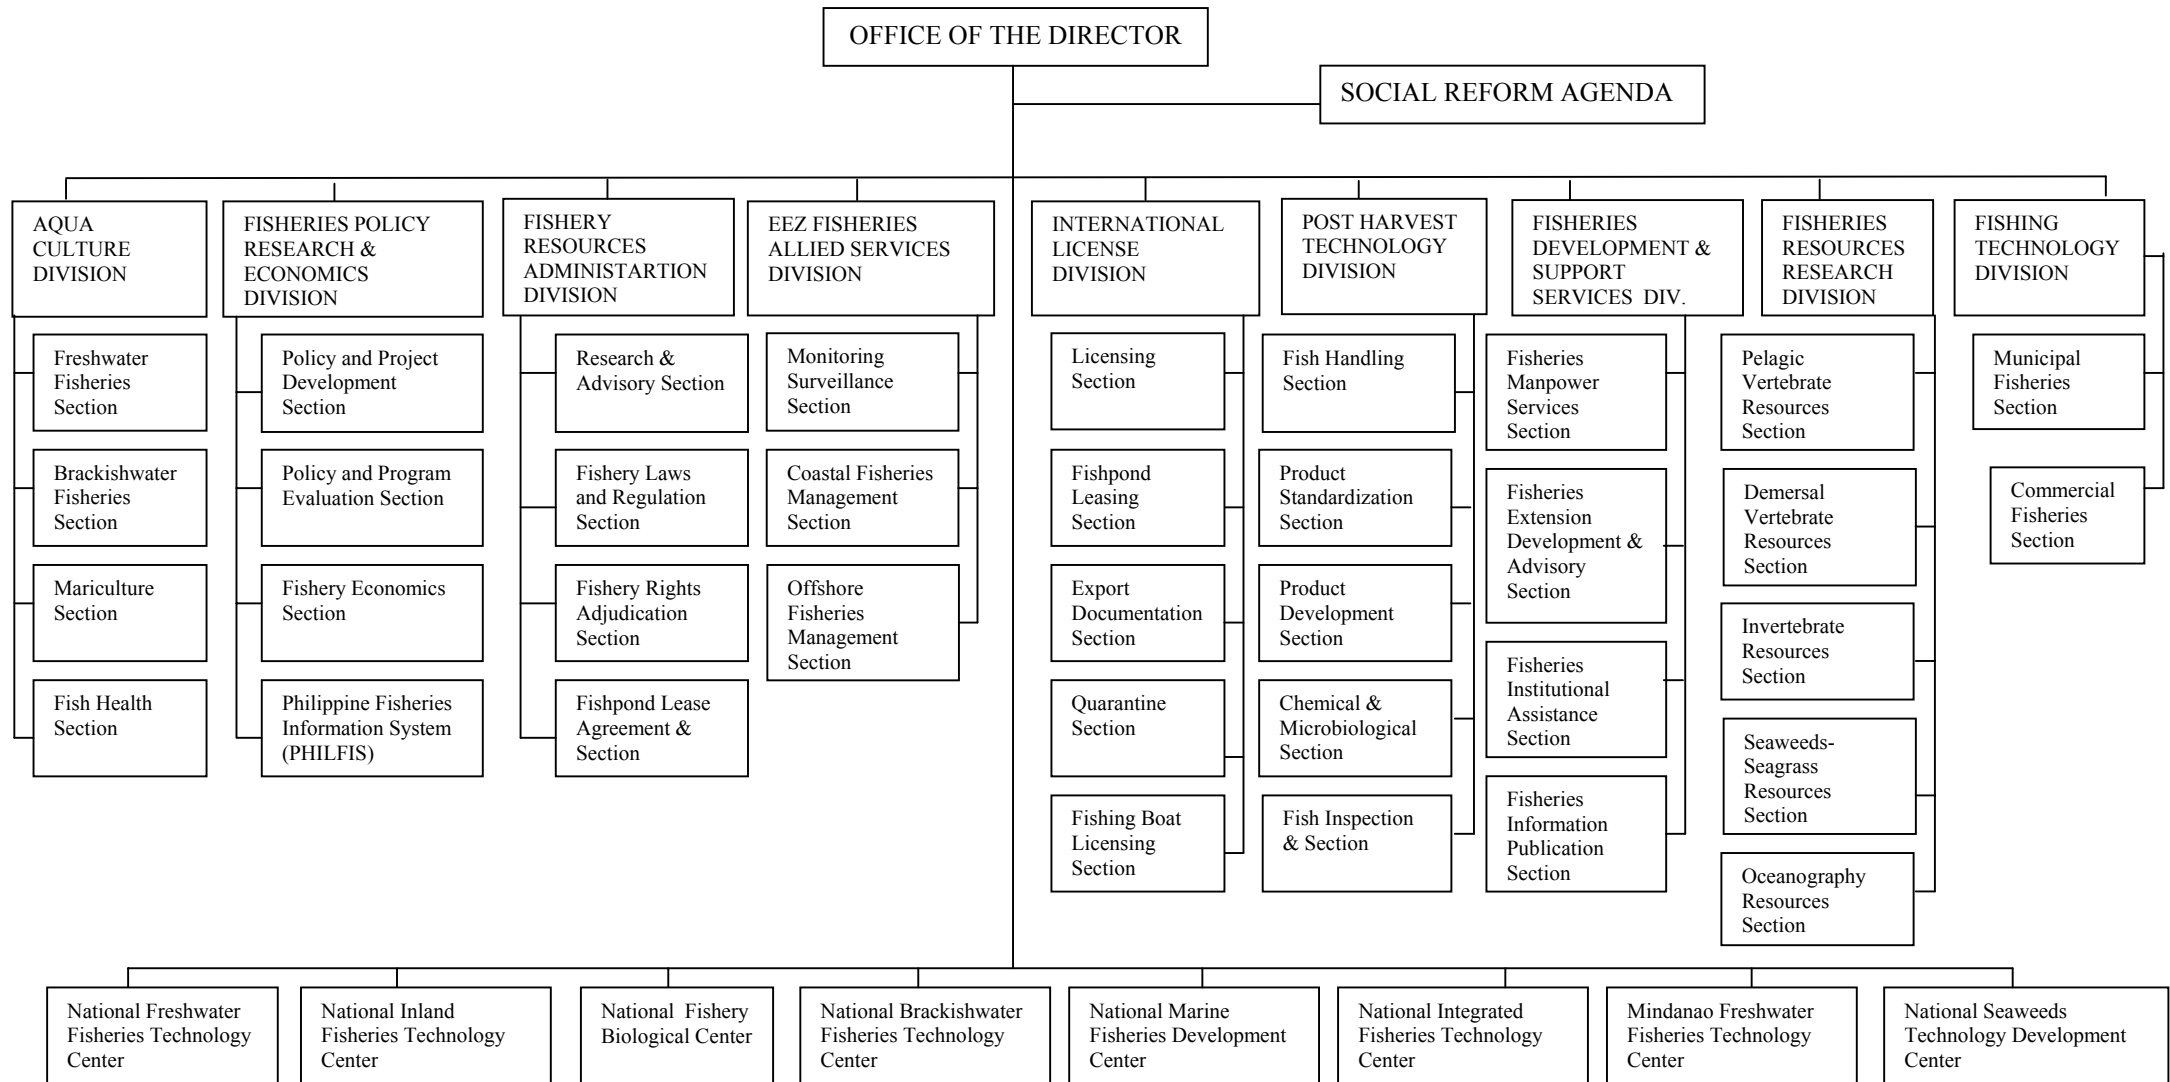 OFFICE OF THE DIRECTOR
SOCIAL REFORM AGENDA
AQUA
CULTURE
DIVISION
FISHERIES POLICY
RESEARCH &
ECONOMICS
DIVISION
FISHERY
RESOURCES
ADMINISTARTION
DIVISION
EEZ FISHERIES
ALLIED SERVICES
DIVISION
INTERNATIONAL
LICENSE
DIVISION
POST HARVEST
TECHNOLOGY
DIVISION
FISHERIES
DEVELOPMENT &
SUPPORT
SERVICES DIV.
FISHERIES
RESOURCES
RESEARCH
DIVISION
FISHING
TECHNOLOGY
DIVISION
Freshwater
Fisheries
Section
Brackishwater
Fisheries
Section
Mariculture
Section
Fish Health
Section
Policy and Project
Development
Section
Policy and Program
Evaluation Section
Fishery Economics
Section
Philippine Fisheries
Information System
(PHILFIS)
Research &
Advisory Section
Fishery Laws
and Regulation
Section
Fishery Rights
Adjudication
Section
Fishpond Lease
Agreement &
Section
Monitoring
Surveillance
Section
Coastal Fisheries
Management
Section
Offshore
Fisheries
Management
Section
Licensing
Section
Fishpond
Leasing
Section
Export
Documentation
Section
Quarantine
Section
Fishing Boat
Licensing
Section
Fish Handling
Section
Product
Standardization
Section
Product
Development
Section
Chemical &
Microbiological
Section
Fish Inspection
& Section
Fisheries
Manpower
Services
Section
Fisheries
Extension
Development &
Advisory
Section
Fisheries
Institutional
Assistance
Section
Fisheries
Information
Publication
Section
Pelagic
Vertebrate
Resources
Section
Demersal
Vertebrate
Resources
Section
Invertebrate
Resources
Section
Seaweeds-
Seagrass
Resources
Section
Oceanography
Resources
Section
Municipal
Fisheries
Section
Commercial
Fisheries
Section
National Freshwater
Fisheries Technology
Center
National Inland
Fisheries Technology
Center
National Fishery
Biological Center
National Brackishwater
Fisheries Technology
Center
National Marine
Fisheries Development
Center
National Integrated
Fisheries Technology
Center
Mindanao Freshwater
Fisheries Technology
Center
National Seaweeds
Technology Development
Center